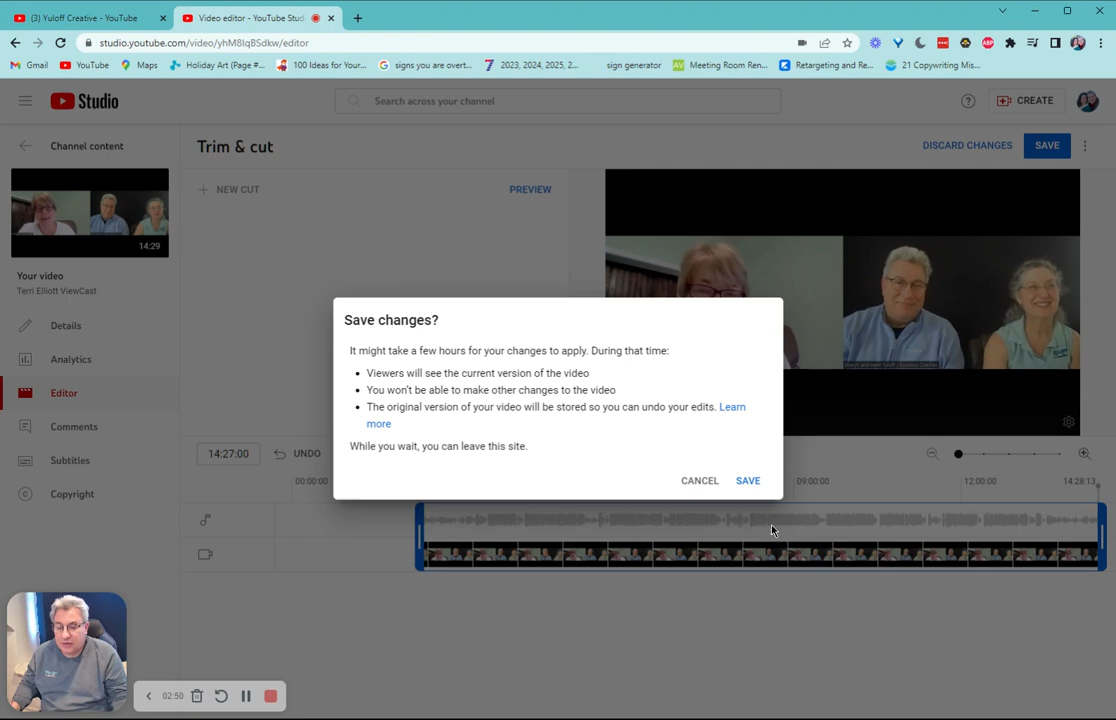 (3) Yuloff Creative - YouTube
Video editor - YouTube Stud
studio.youtube.com/video/yhM8IqBSdkw/editor
Gmail
YouTube
Maps
Holiday Art (Page #...
100 Ideas for Your...
signs you are overt...
2023, 2024, 2025, 2...
sign generator
Meeting Room Ren...
Retargeting and Re...
21 Copywriting Mis...
Studio
Search across your channel
CREATE
Channel content
Trim & cut
DISCARD CHANGES
SAVE
NEW CUT
PREVIEW
14:29
Your video
Terri Elliott ViewCast
Details
Analytics
Editor
Comments
Subtitles
Copyright
Save changes?
It might take a few hours for your changes to apply. During that time:
• Viewers will see the current version of the video
• You won't be able to make other changes to the video
• The original version of your video will be stored so you can undo your edits. Learn
more
While you wait, you can leave this site.
CANCEL
SAVE
14:27:00
UNDO
00:00:00
09:00:00
12:00:00
14:28:13
02:50